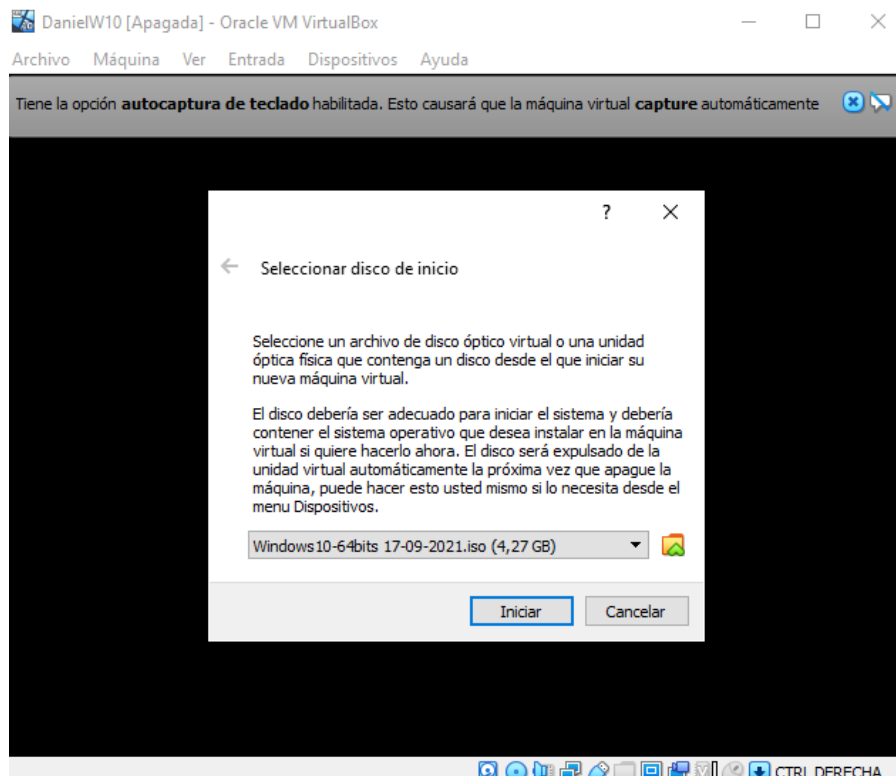 DanielW10 [Apagada] - Oracle VM VirtualBox
Archivo Máquina Ver Entrada Dispositivos Ayuda
Tiene la opción autocaptura de teclado habilitada. Esto causará que la máquina virtual capture automáticamente
?
Seleccionar disco de inicio
Seleccione un archivo de disco óptico virtual o una unidad
óptica física que contenga un disco desde el que iniciar su
nueva máquina virtual.
El disco debería ser adecuado para iniciar el sistema y debería
contener el sistema operativo que desea instalar en la máquina
virtual si quiere hacerlo ahora. El disco será expulsado de la
unidad virtual automáticamente la próxima vez que apague la
máquina, puede hacer esto usted mismo si lo necesita desde el
menu Dispositivos.
Windows10-64bits 17-09-2021.iso (4,27 GB)
Iniciar Cancelar
CTRL DERECHA